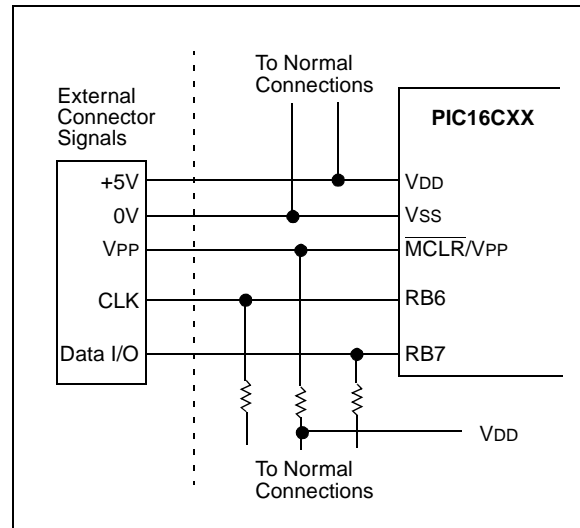 To Normal
Connections
External
Connector
Signals
PIC16CXX
+5V
VDD
0V
VSS
VPP
MCLR/VPP
CLK
RB6
Data I/O
RB7
VDD
To Normal
Connections